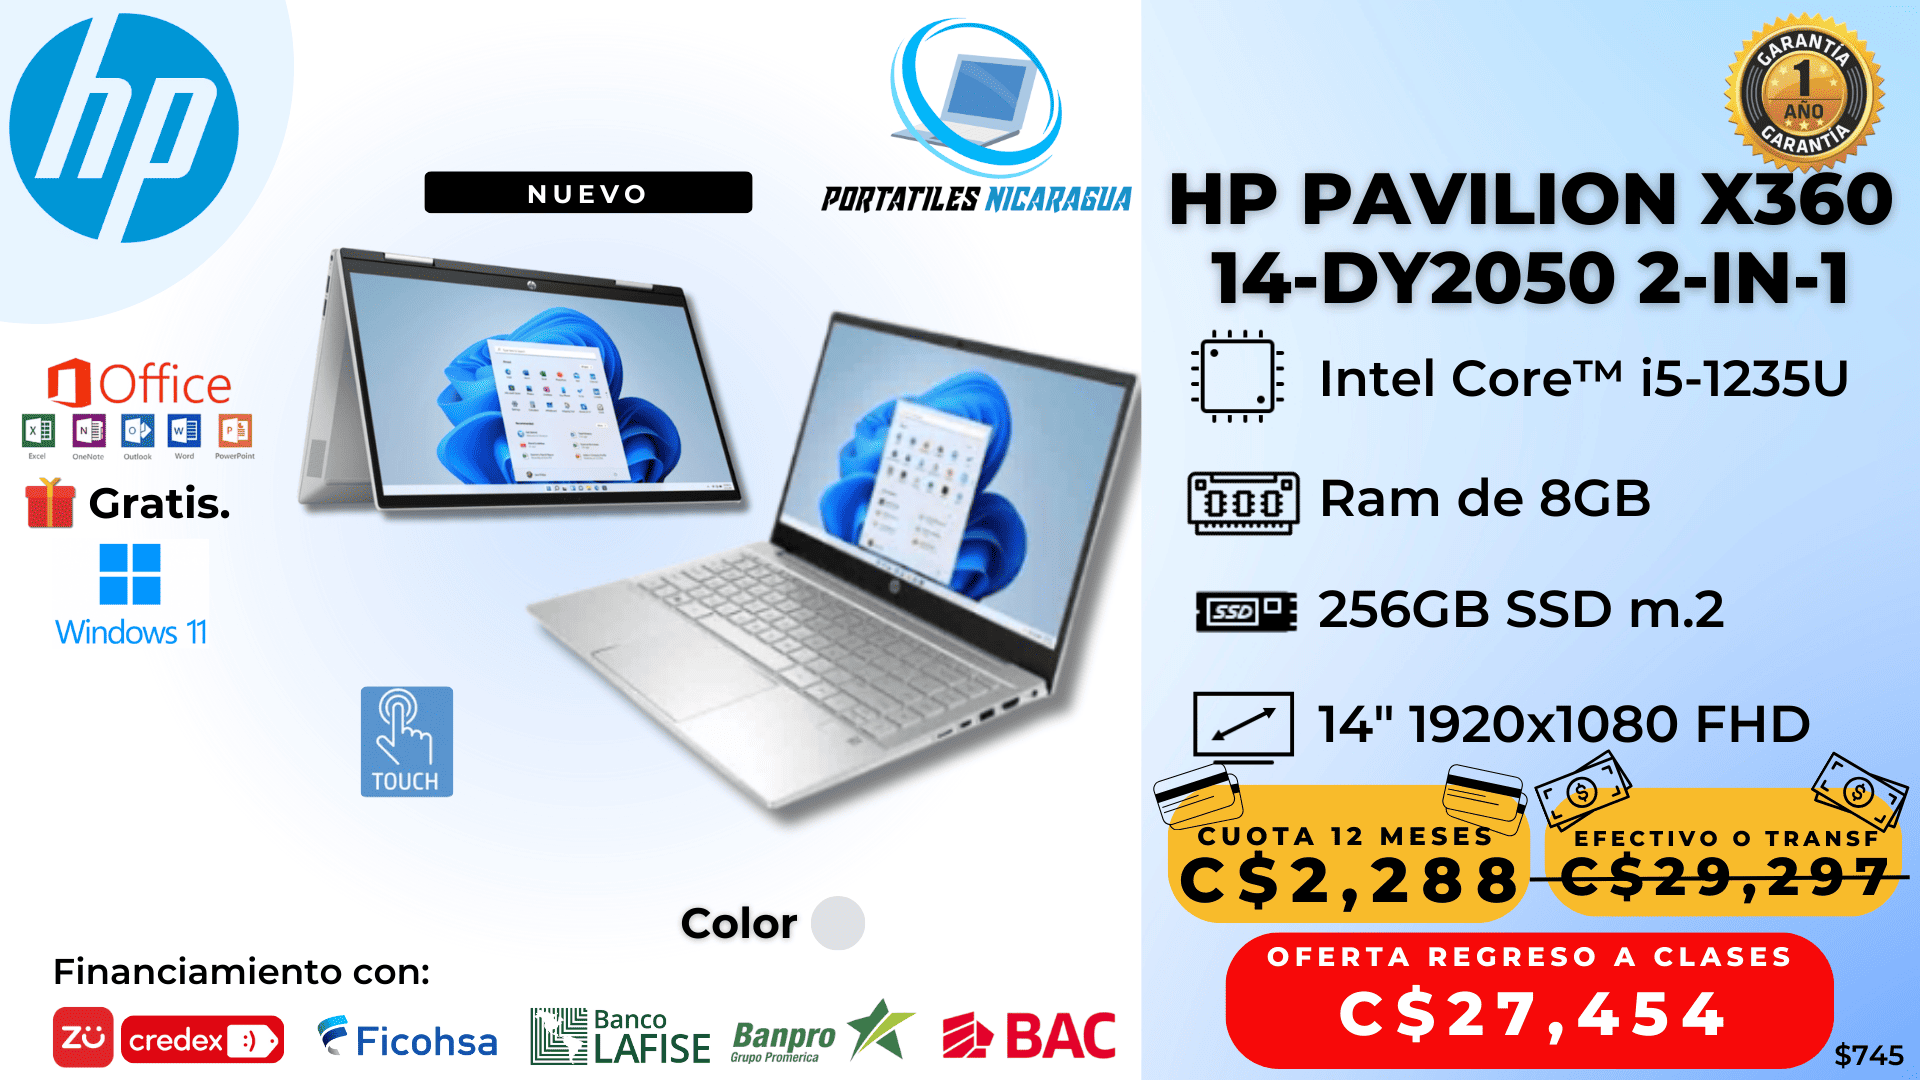 hp
NUEVO
PORTATILES NICARAGUA
Office
Excel
OneNote
Outlook
Word
PowerPoint
Gratis.
Windows 11
TOUCH
Color
Financiamiento con:
zu
credex :)
Ficohsa
Banco
LAFISE
Banpro
Grupo Promerica
BAC
GARANTÍA
1
AÑO
GARANTÍA
HP PAVILION X360
14-DY2050 2-IN-1
Intel Core™ i5-1235U
Ram de 8GB
SSD
256GB SSD m.2
14" 1920x1080 FHD
CUOTA 12 MESES
C$2,288
EFECTIVO O TRANSF
C$29,297
OFERTA REGRESO A CLASES
C$27,454
$745